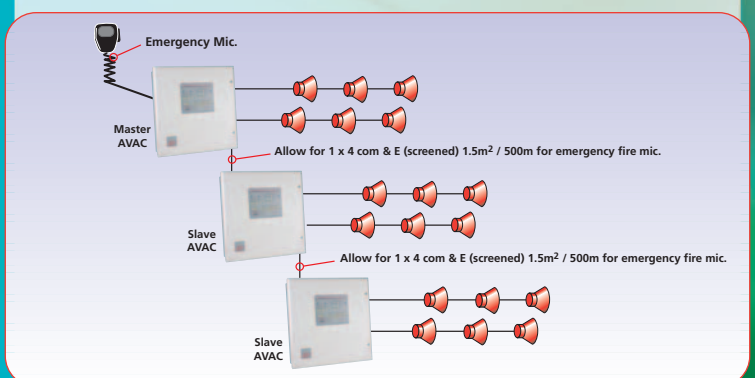 Emergency Mic.
Master
AVAC
Allow for 1 x 4 com & E (screened) 1.5m² / 500m for emergency fire mic.
Slave
AVAC
Allow for 1 x 4 com & E (screened) 1.5m² / 500m for emergency fire mic.
Slave
AVAC